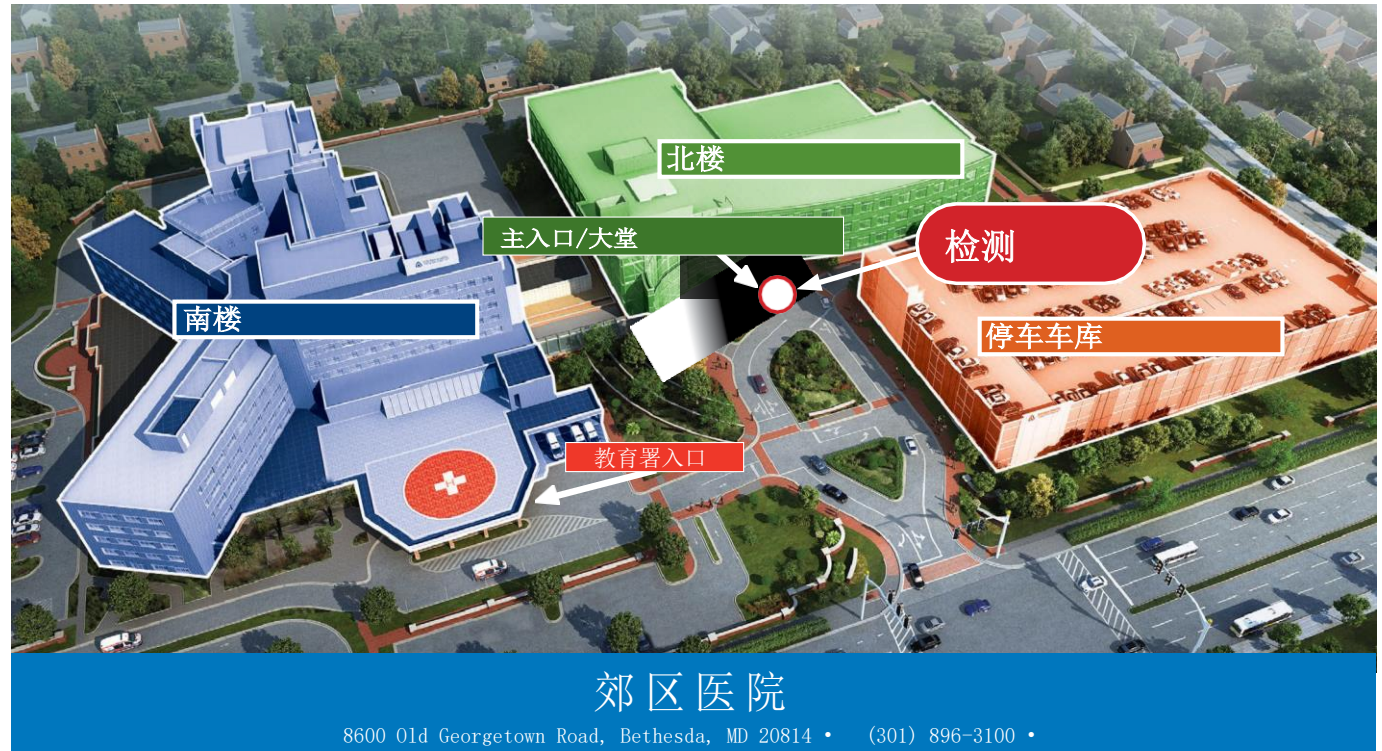 北楼
主入口/大堂
检测
南楼
停车车库
教育署入口
郊区医院
8600 Old Georgetown Road, Bethesda, MD 20814 • (301) 896-3100 •